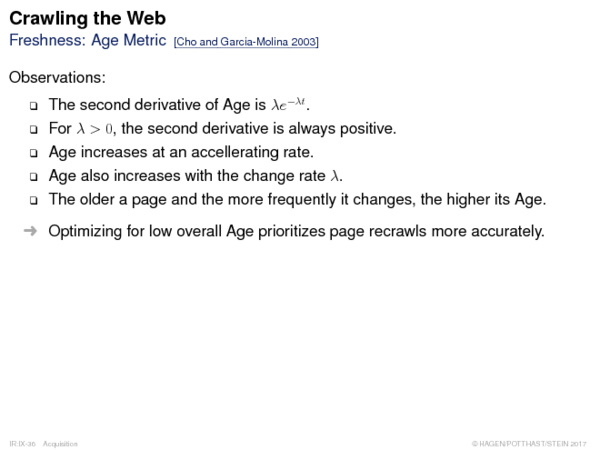 Crawling the Web
Freshness: Age Metric [Cho and Garcia-Molina 2003]
Observations:
❑ The second derivative of Age is λe^{−λt}.
❑ For λ > 0, the second derivative is always positive.
❑ Age increases at an accellerating rate.
❑ Age also increases with the change rate λ.
❑ The older a page and the more frequently it changes, the higher its Age.
➜ Optimizing for low overall Age prioritizes page recrawls more accurately.
IR:IX-36 Acquisition © HAGEN/POTTHAST/STEIN 2017